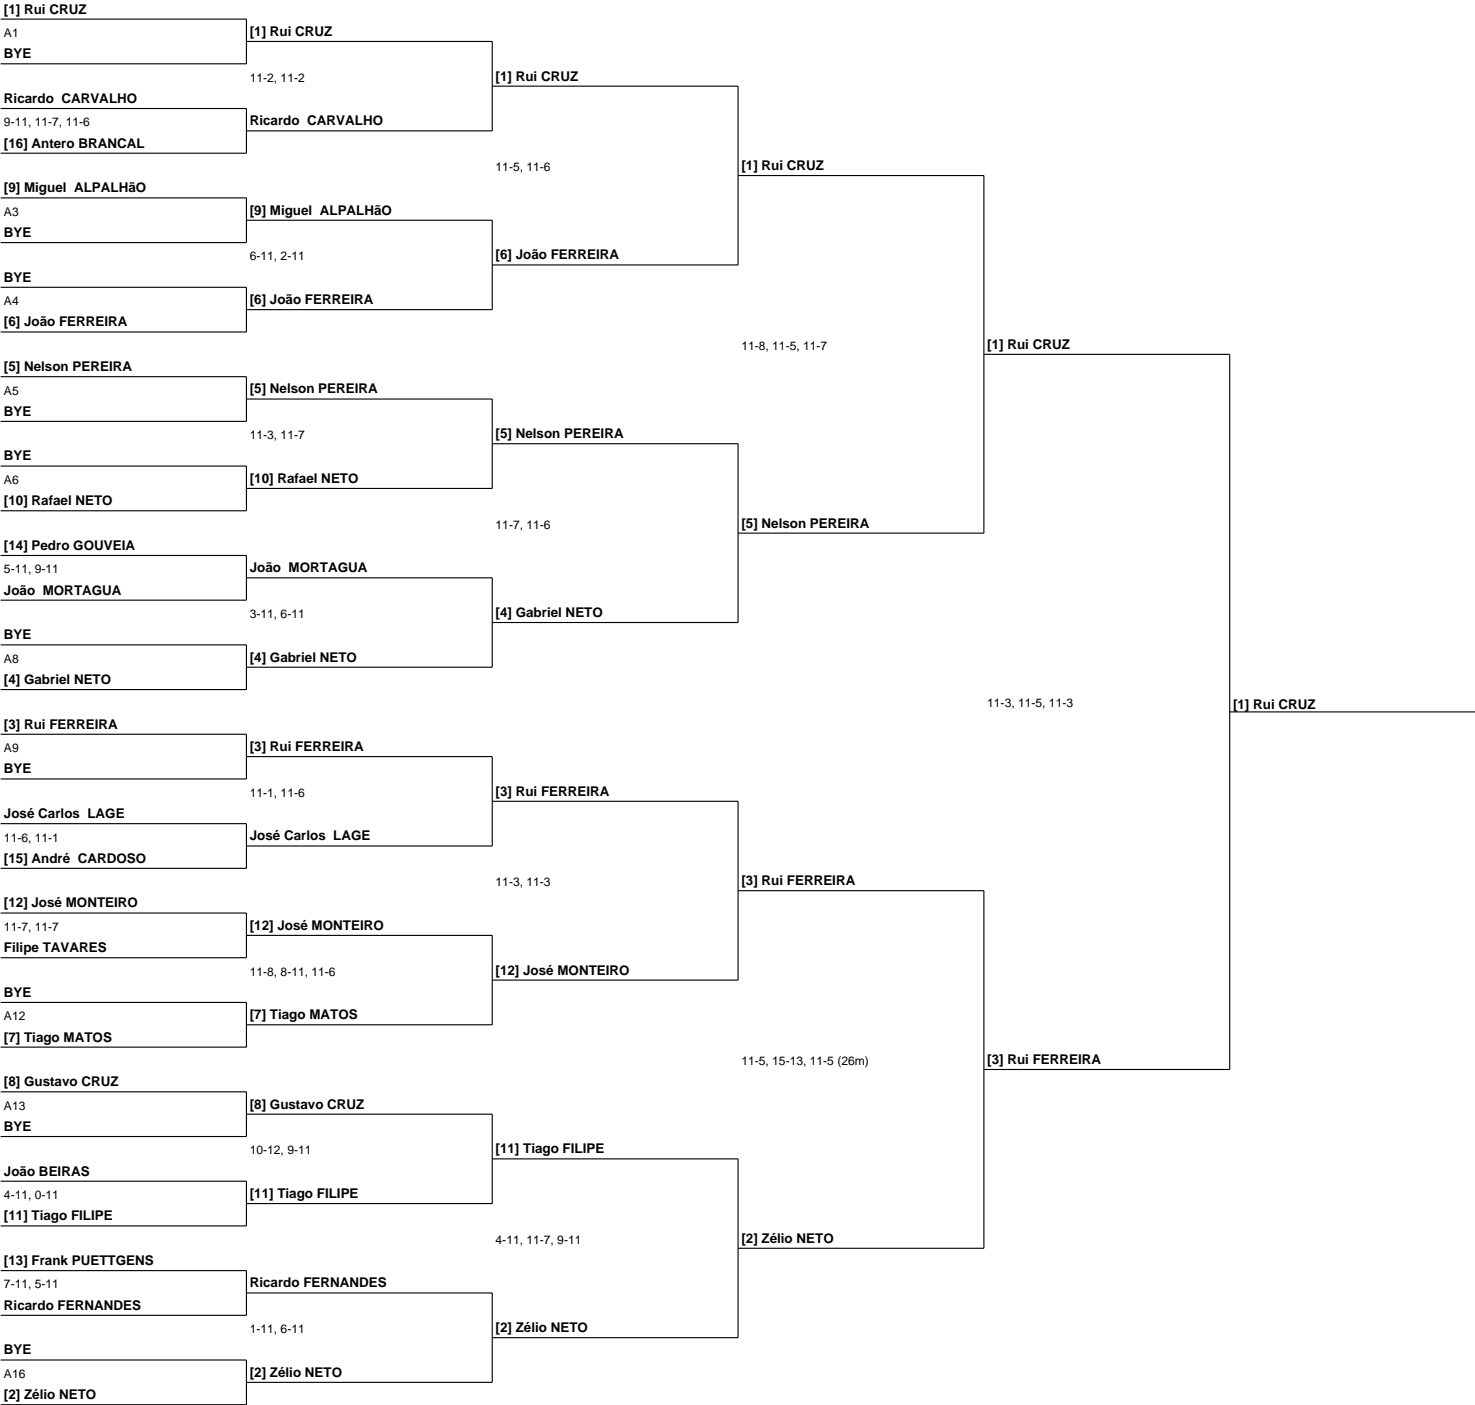 [1] Rui CRUZ
A1
BYE
Ricardo  CARVALHO
9-11, 11-7, 11-6
[16] Antero BRANCAL
[9] Miguel  ALPALHãO
A3
BYE
BYE
A4
[6] João FERREIRA
[5] Nelson PEREIRA
A5
BYE
BYE
A6
[10] Rafael NETO
[14] Pedro GOUVEIA
5-11, 9-11
João  MORTAGUA
BYE
A8
[4] Gabriel NETO
[3] Rui FERREIRA
A9
BYE
José Carlos  LAGE
11-6, 11-1
[15] André  CARDOSO
[12] José MONTEIRO
11-7, 11-7
Filipe TAVARES
BYE
A12
[7] Tiago MATOS
[8] Gustavo CRUZ
A13
BYE
João BEIRAS
4-11, 0-11
[11] Tiago FILIPE
[13] Frank PUETTGENS
7-11, 5-11
Ricardo FERNANDES
BYE
A16
[2] Zélio NETO
[1] Rui CRUZ
11-2, 11-2
Ricardo  CARVALHO
[9] Miguel  ALPALHãO
6-11, 2-11
[6] João FERREIRA
[5] Nelson PEREIRA
11-3, 11-7
[10] Rafael NETO
João  MORTAGUA
3-11, 6-11
[4] Gabriel NETO
[3] Rui FERREIRA
11-1, 11-6
José Carlos  LAGE
[12] José MONTEIRO
11-8, 8-11, 11-6
[7] Tiago MATOS
[8] Gustavo CRUZ
10-12, 9-11
[11] Tiago FILIPE
Ricardo FERNANDES
1-11, 6-11
[2] Zélio NETO
[1] Rui CRUZ
11-5, 11-6
[6] João FERREIRA
[5] Nelson PEREIRA
11-7, 11-6
[4] Gabriel NETO
[3] Rui FERREIRA
11-3, 11-3
[12] José MONTEIRO
[11] Tiago FILIPE
4-11, 11-7, 9-11
[2] Zélio NETO
[1] Rui CRUZ
11-8, 11-5, 11-7
[5] Nelson PEREIRA
[3] Rui FERREIRA
11-5, 15-13, 11-5 (26m)
[2] Zélio NETO
[1] Rui CRUZ
11-3, 11-5, 11-3
[3] Rui FERREIRA
[1] Rui CRUZ